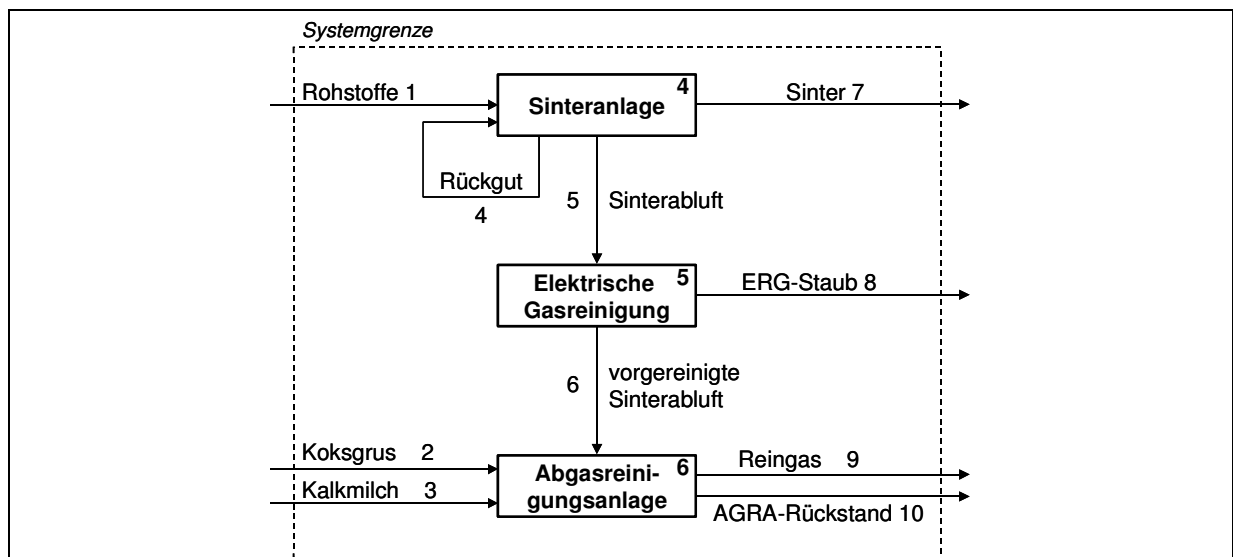 Systemgrenze
Rohstoffe 1
Sinteranlage
4
Sinter 7
Rückgut
4
5
Sinterabluft
Elektrische
Gasreinigung
5
ERG-Staub 8
6
vorgereinigte
Sinterabluft
Koksgrus 2
Kalkmilch 3
Abgasreini-
gungsanlage
6
Reingas 9
AGRA-Rückstand 10